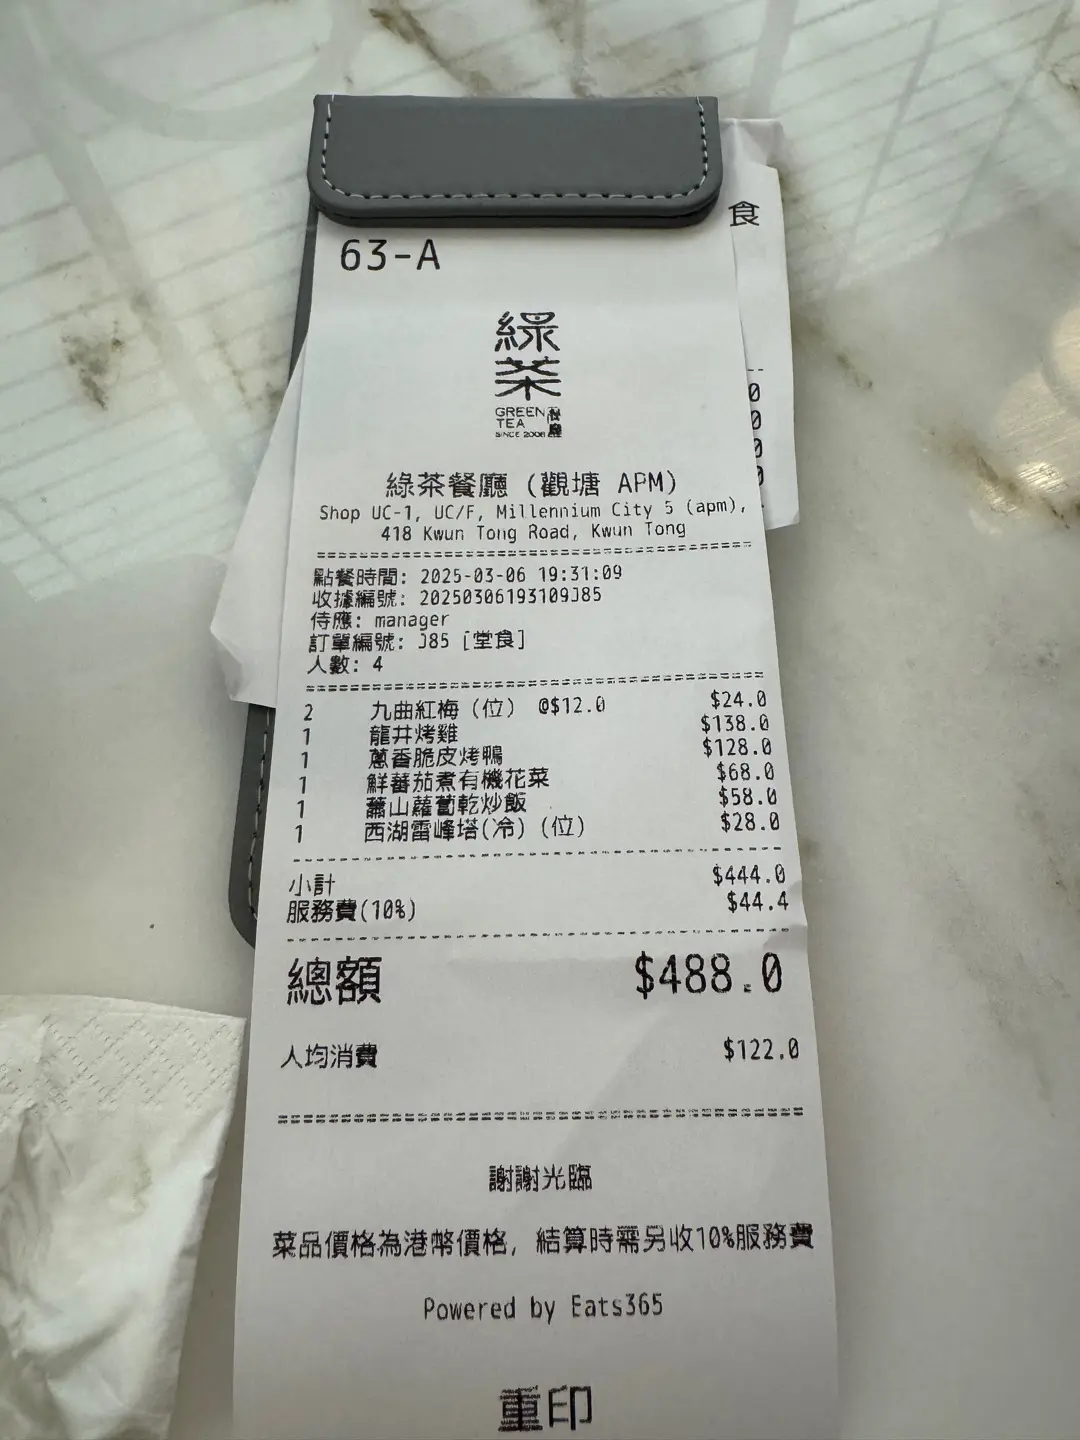 食
63-A
綠
茶
GREEN 餐
TEA 廳
SINCE 2008
綠茶餐廳 (觀塘 APM)
Shop UC-1, UC/F, Millennium City 5 (apm),
418 Kwun Tong Road, Kwun Tong
點餐時間: 2025-03-06 19:31:09
收據編號: 20250306193109J85
侍應: manager
訂單編號: J85 [堂食]
人數: 4
2 九曲紅梅 (位) @$12.0 $24.0
1 龍井烤雞 $138.0
1 蔥香脆皮烤鴨 $128.0
1 鮮蕃茄煮有機花菜 $68.0
1 蕭山蘿蔔乾炒飯 $58.0
1 西湖雷峰塔(冷) (位) $28.0
小計 $444.0
服務費(10%) $44.4
總額 $488.0
人均消費 $122.0
謝謝光臨
菜品價格為港幣價格, 結算時需另收10%服務費
Powered by Eats365
重印